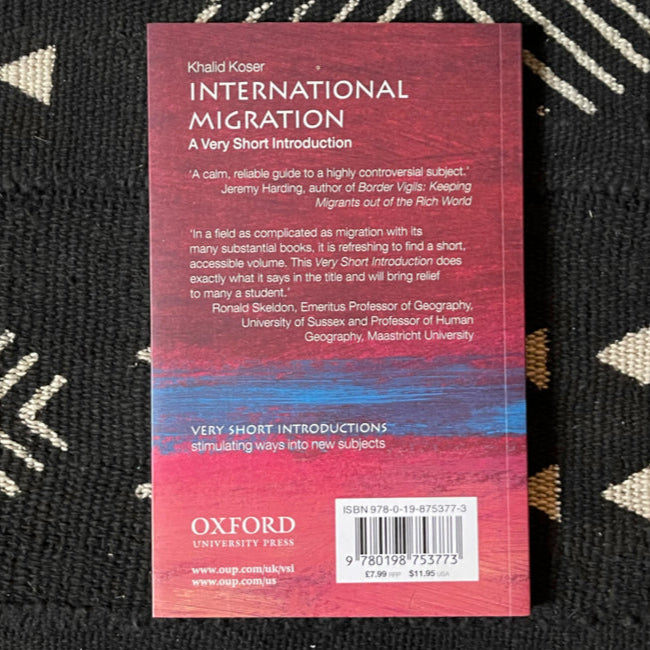 Khalid Koser
INTERNATIONAL
MIGRATION
A Very Short Introduction
'A calm, reliable guide to a highly controversial subject.'
Jeremy Harding, author of Border Vigils: Keeping
Migrants out of the Rich World
'In a field as complicated as migration with its
many substantial books, it is refreshing to find a short,
accessible volume. This Very Short Introduction does
exactly what it says in the title and will bring relief
to many a student.'
Ronald Skeldon, Emeritus Professor of Geography,
University of Sussex and Professor of Human
Geography, Maastricht University
VERY SHORT INTRODUCTIONS
stimulating ways into new subjects
OXFORD
UNIVERSITY PRESS
www.oup.com/uk/vsi
www.oup.com/us
ISBN 978-0-19-875377-3
9 780198 753773
£7.99 RRP $11.95 USA